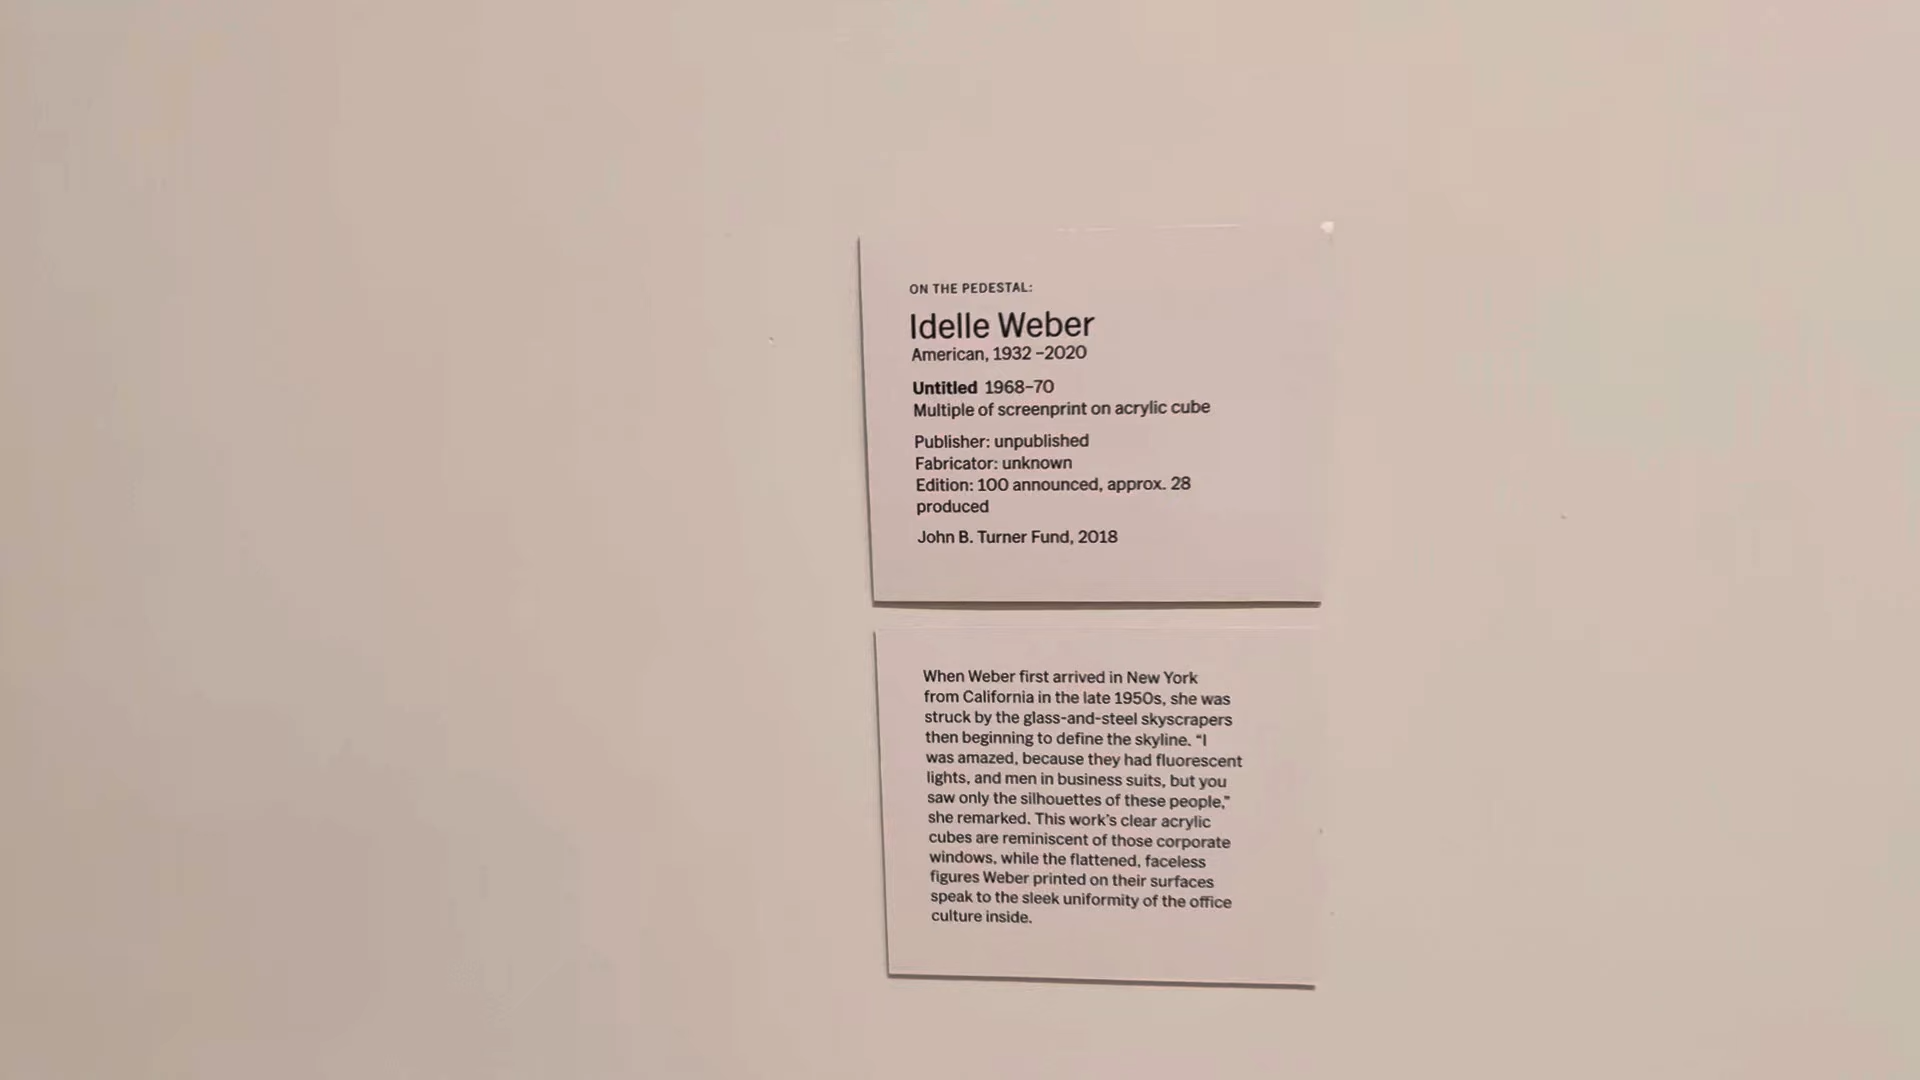 ON THE PEDESTAL:
Idelle Weber
American, 1932 –2020
Untitled 1968–70
Multiple of screenprint on acrylic cube
Publisher: unpublished
Fabricator: unknown
Edition: 100 announced, approx. 28
produced
John B. Turner Fund, 2018
When Weber first arrived in New York
from California in the late 1950s, she was
struck by the glass-and-steel skyscrapers
then beginning to define the skyline. “I
was amazed, because they had fluorescent
lights, and men in business suits, but you
saw only the silhouettes of these people,”
she remarked. This work’s clear acrylic
cubes are reminiscent of those corporate
windows, while the flattened, faceless
figures Weber printed on their surfaces
speak to the sleek uniformity of the office
culture inside.